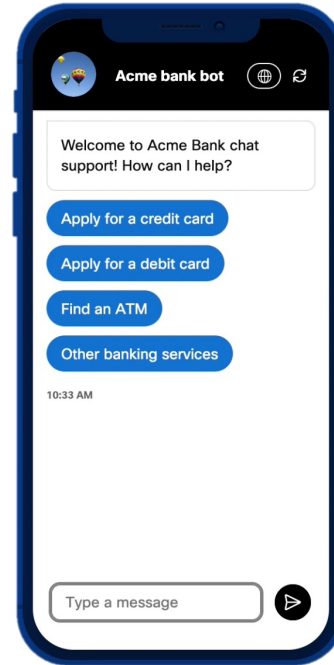 Acme bank bot
Welcome to Acme Bank chat
support! How can I help?
Apply for a credit card
Apply for a debit card
Find an ATM
Other banking services
10:33 AM
Type a message